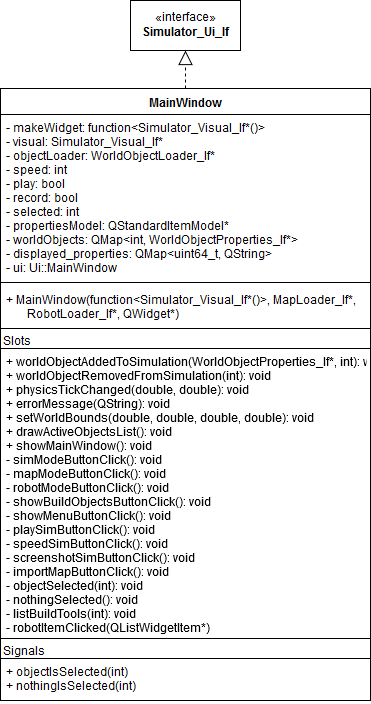 «interface»
Simulator_Ui_If
MainWindow
- makeWidget: function<Simulator_Visual_If*()>
- visual: Simulator_Visual_If*
- objectLoader: WorldObjectLoader_If*
- speed: int
- play: bool
- record: bool
- selected: int
- propertiesModel: QStandardItemModel*
- worldObjects: QMap<int, WorldObjectProperties_If*>
- displayed_properties: QMap<uint64_t, QString>
- ui: Ui::MainWindow
+ MainWindow(function<Simulator_Visual_If*()>, MapLoader_If*,
RobotLoader_If*, QWidget*)
Slots
+ worldObjectAddedToSimulation(WorldObjectProperties_If*, int): v
+ worldObjectRemovedFromSimulation(int): void
+ physicsTickChanged(double, double): void
+ errorMessage(QString): void
+ setWorldBounds(double, double, double, double): void
+ drawActiveObjectsList(): void
+ showMainWindow(): void
- simModeButtonClick(): void
- mapModeButtonClick(): void
- robotModeButtonClick(): void
- showBuildObjectsButtonClick(): void
- showMenuButtonClick(): void
- playSimButtonClick(): void
- speedSimButtonClick(): void
- screenshotSimButtonClick(): void
- importMapButtonClick(): void
- objectSelected(int): void
- nothingSelected(): void
- listBuildTools(int): void
- robotItemClicked(QListWidgetItem*)
Signals
+ objectIsSelected(int)
+ nothingIsSelected(int)